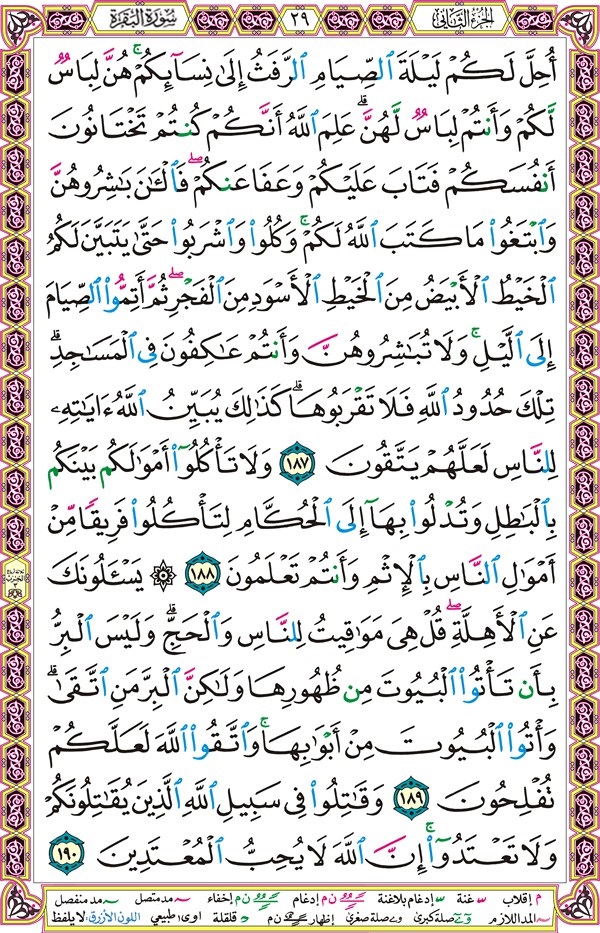 الجزء الثاني
٢٩
سورة البقرة
أُحِلَّ لَكُمْ لَيْلَةَ ٱلصِّيَامِ ٱلرَّفَثُ إِلَىٰ نِسَآئِكُمْ ۚ هُنَّ لِبَاسٌ
لَّكُمْ وَأَنتُمْ لِبَاسٌ لَّهُنَّ ۗ عَلِمَ ٱللَّهُ أَنَّكُمْ كُنتُمْ تَخْتَانُونَ
أَنفُسَكُمْ فَتَابَ عَلَيْكُمْ وَعَفَا عَنكُمْ ۖ فَٱلْـَٰٔنَ بَـٰشِرُوهُنَّ
وَٱبْتَغُوا۟ مَا كَتَبَ ٱللَّهُ لَكُمْ ۚ وَكُلُوا۟ وَٱشْرَبُوا۟ حَتَّىٰ يَتَبَيَّنَ لَكُمُ
ٱلْخَيْطُ ٱلْأَبْيَضُ مِنَ ٱلْخَيْطِ ٱلْأَسْوَدِ مِنَ ٱلْفَجْرِ ۖ ثُمَّ أَتِمُّوا۟ ٱلصِّيَامَ
إِلَى ٱلَّيْلِ ۚ وَلَا تُبَـٰشِرُوهُنَّ وَأَنتُمْ عَـٰكِفُونَ فِى ٱلْمَسَـٰجِدِ ۗ
تِلْكَ حُدُودُ ٱللَّهِ فَلَا تَقْرَبُوهَا ۗ كَذَٰلِكَ يُبَيِّنُ ٱللَّهُ ءَايَـٰتِهِۦ
لِلنَّاسِ لَعَلَّهُمْ يَتَّقُونَ ١٨٧ وَلَا تَأْكُلُوٓا۟ أَمْوَٰلَكُم بَيْنَكُم
بِٱلْبَـٰطِلِ وَتُدْلُوا۟ بِهَآ إِلَى ٱلْحُكَّامِ لِتَأْكُلُوا۟ فَرِيقًا مِّنْ
أَمْوَٰلِ ٱلنَّاسِ بِٱلْإِثْمِ وَأَنتُمْ تَعْلَمُونَ ١٨٨ ۞ يَسْـَٔلُونَكَ
عَنِ ٱلْأَهِلَّةِ ۖ قُلْ هِىَ مَوَٰقِيتُ لِلنَّاسِ وَٱلْحَجِّ ۗ وَلَيْسَ ٱلْبِرُّ
بِأَن تَأْتُوا۟ ٱلْبُيُوتَ مِن ظُهُورِهَا وَلَـٰكِنَّ ٱلْبِرَّ مَنِ ٱتَّقَىٰ ۗ
وَأْتُوا۟ ٱلْبُيُوتَ مِنْ أَبْوَٰبِهَا ۚ وَٱتَّقُوا۟ ٱللَّهَ لَعَلَّكُمْ
تُفْلِحُونَ ١٨٩ وَقَـٰتِلُوا۟ فِى سَبِيلِ ٱللَّهِ ٱلَّذِينَ يُقَـٰتِلُونَكُمْ
وَلَا تَعْتَدُوٓا۟ ۚ إِنَّ ٱللَّهَ لَا يُحِبُّ ٱلْمُعْتَدِينَ ١٩٠
م إقلاب غنة إدغام بلاغنة ن م إدغام ن م إخفاء مد متصل مد منفصل
المد اللازم صلة كبرى صلة صغرى إظهار ن م قلقلة اوى طبيعي اللون الأزرق: لا يلفظ